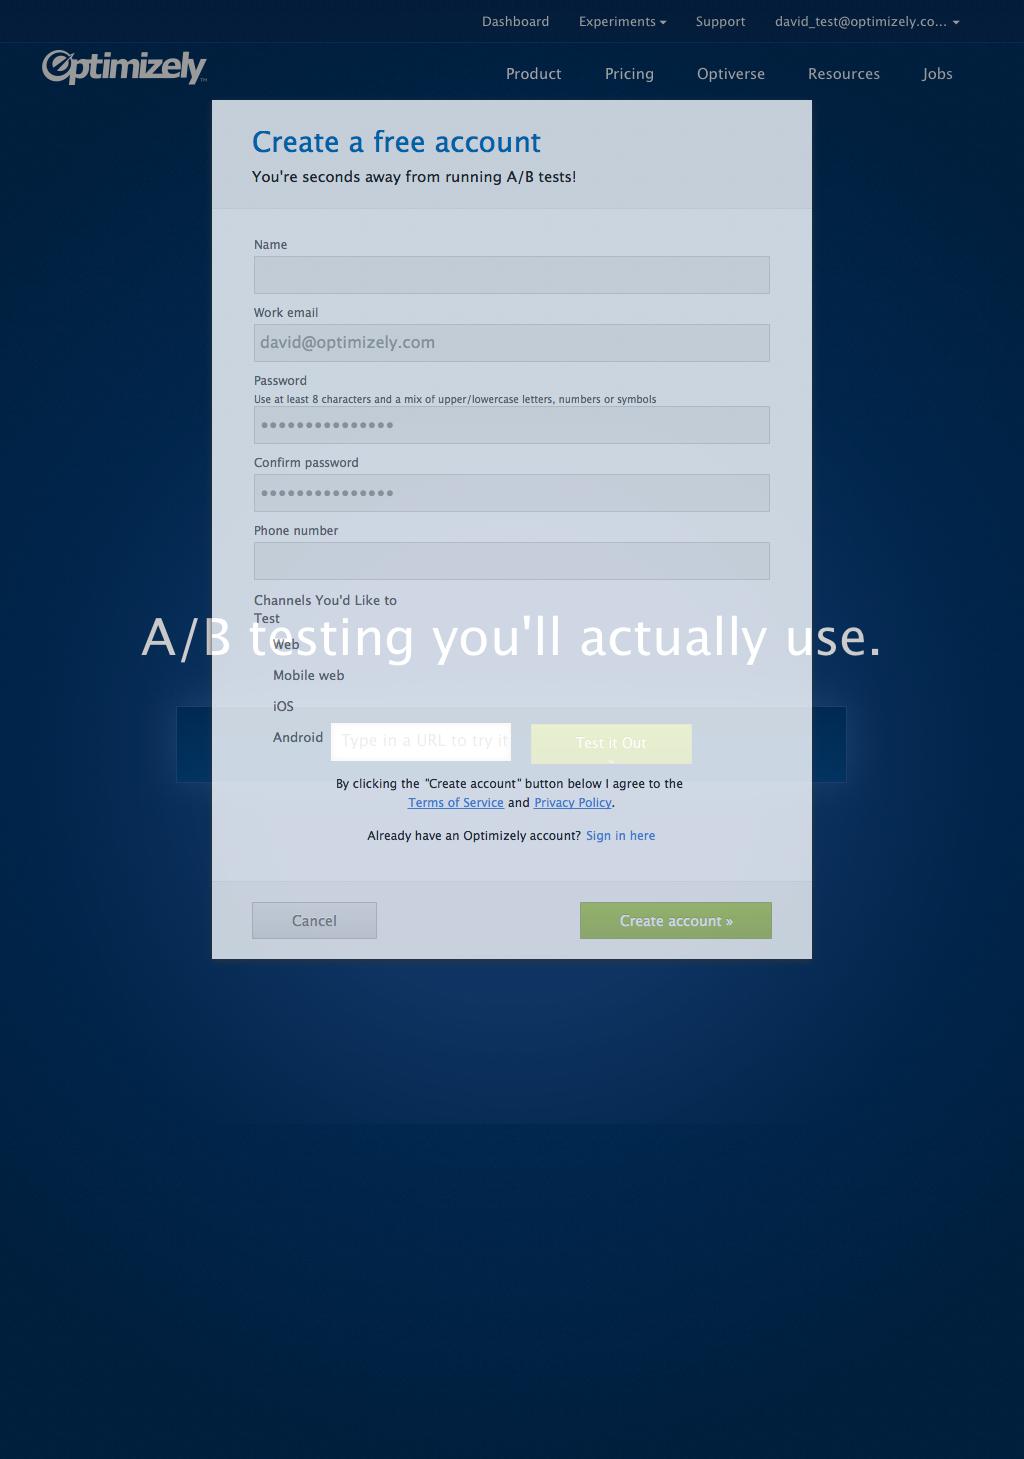 Dashboard Experiments Support david_test@optimizely.co...
Optimizely™
Product Pricing Optiverse Resources Jobs
Create a free account
You're seconds away from running A/B tests!
Name
Work email
david@optimizely.com
Password
Use at least 8 characters and a mix of upper/lowercase letters, numbers or symbols
•••••••••••••••
Confirm password
•••••••••••••••
Phone number
Channels You'd Like to
Test
A/B testing you'll actually use.
Web
Mobile web
iOS
Android
Type in a URL to try it
Test it Out
»
By clicking the "Create account" button below I agree to the
Terms of Service and Privacy Policy.
Already have an Optimizely account? Sign in here
Cancel
Create account »